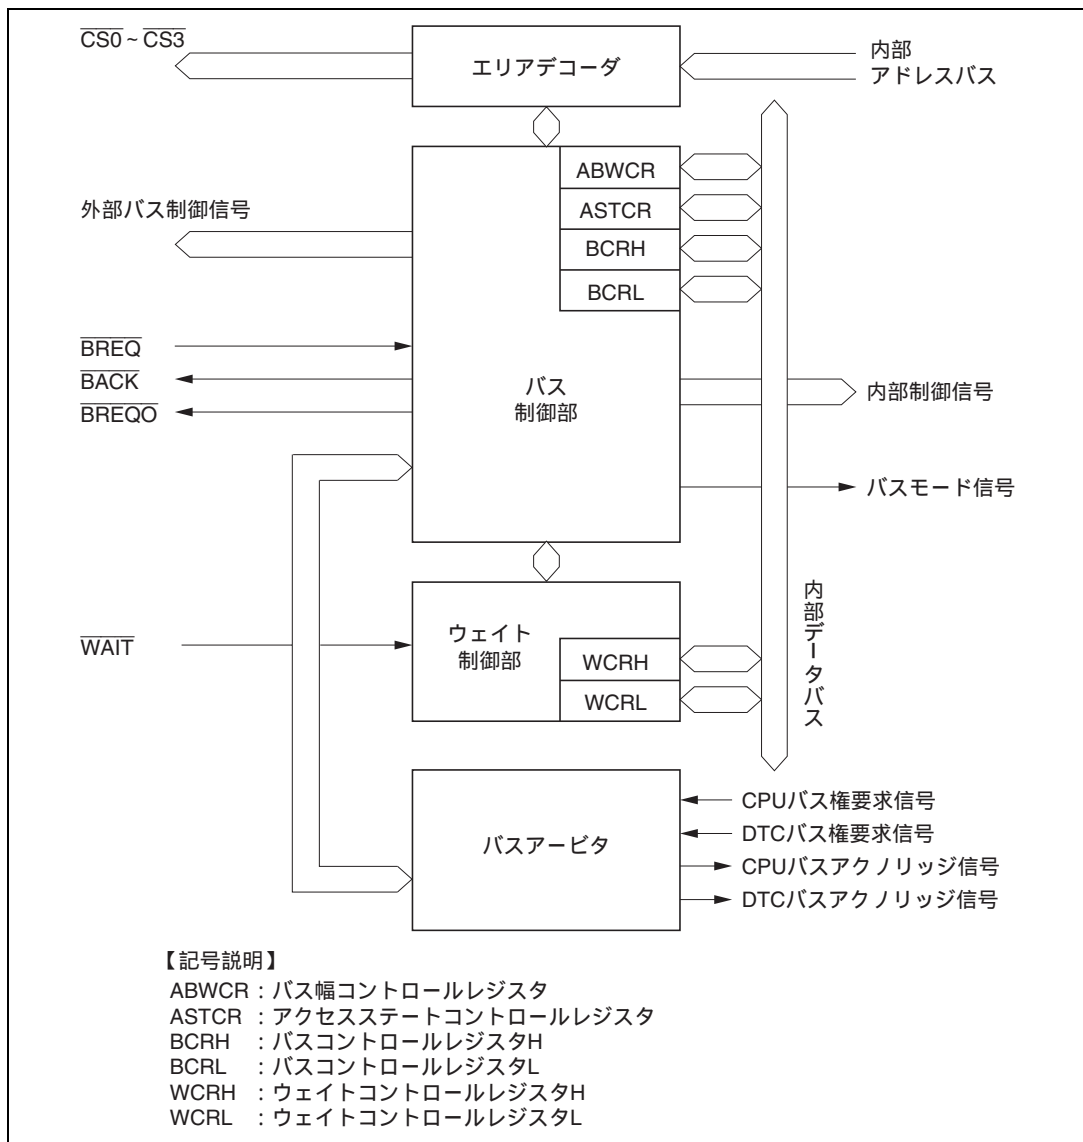 CS0 ~ CS3
エリアデコーダ
内部
アドレスバス
ABWCR
ASTCR
BCRH
BCRL
外部バス制御信号
BREQ
BACK
BREQO
バス
制御部
内部制御信号
バスモード信号
内部データバス
WAIT
ウェイト
制御部
WCRH
WCRL
バスアービタ
CPUバス権要求信号
DTCバス権要求信号
CPUバスアクノリッジ信号
DTCバスアクノリッジ信号
【記号説明】
ABWCR : バス幅コントロールレジスタ
ASTCR : アクセスステートコントロールレジスタ
BCRH : バスコントロールレジスタH
BCRL : バスコントロールレジスタL
WCRH : ウェイトコントロールレジスタH
WCRL : ウェイトコントロールレジスタL